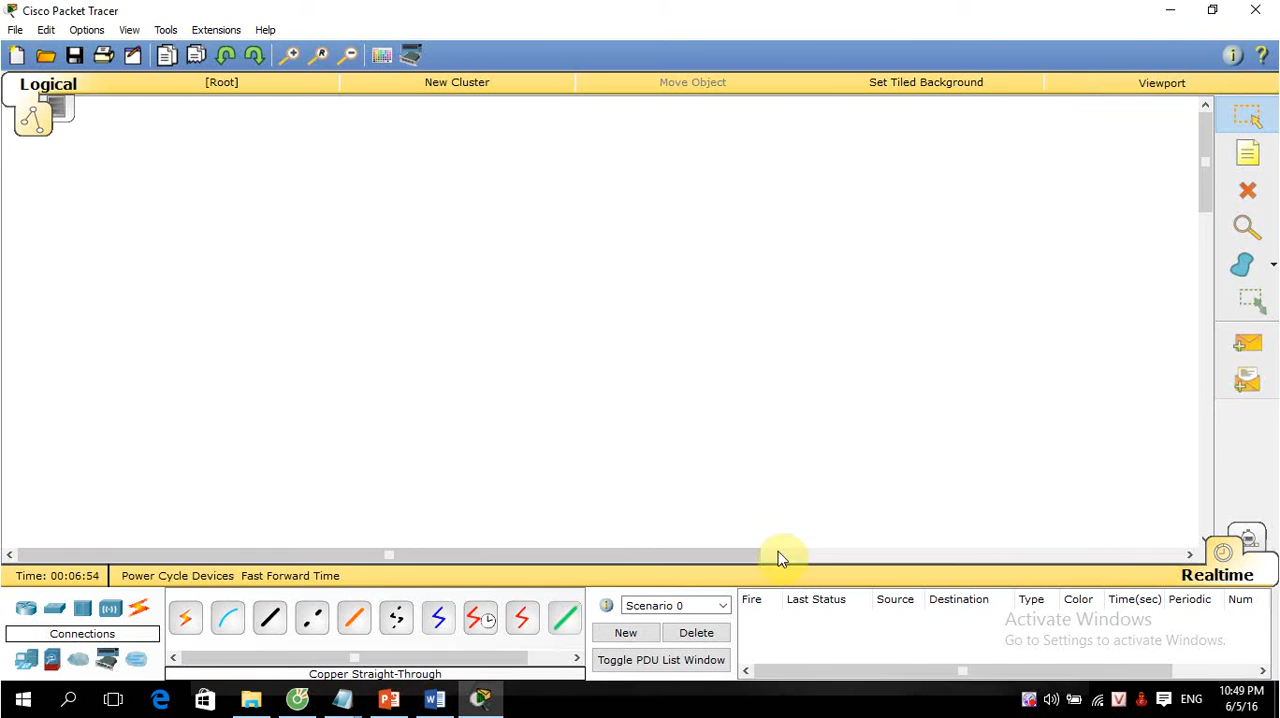 Cisco Packet Tracer
File Edit Options View Tools Extensions Help
Logical [Root] New Cluster Move Object Set Tiled Background Viewport
Time: 00:06:54 Power Cycle Devices Fast Forward Time Realtime
Scenario 0
Fire Last Status Source Destination Type Color Time(sec) Periodic Num
Connections
New Delete
Toggle PDU List Window
Copper Straight-Through
Activate Windows
Go to Settings to activate Windows.
ENG
10:49 PM
6/5/16